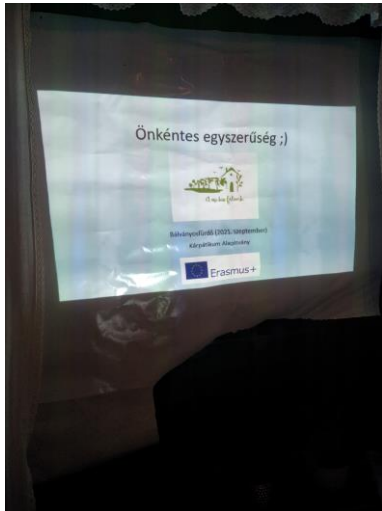 Önkéntes egyszerűség ;)
Bálványosfürdő (2025. szeptember)
Kárpátikum Alapítvány
Erasmus+